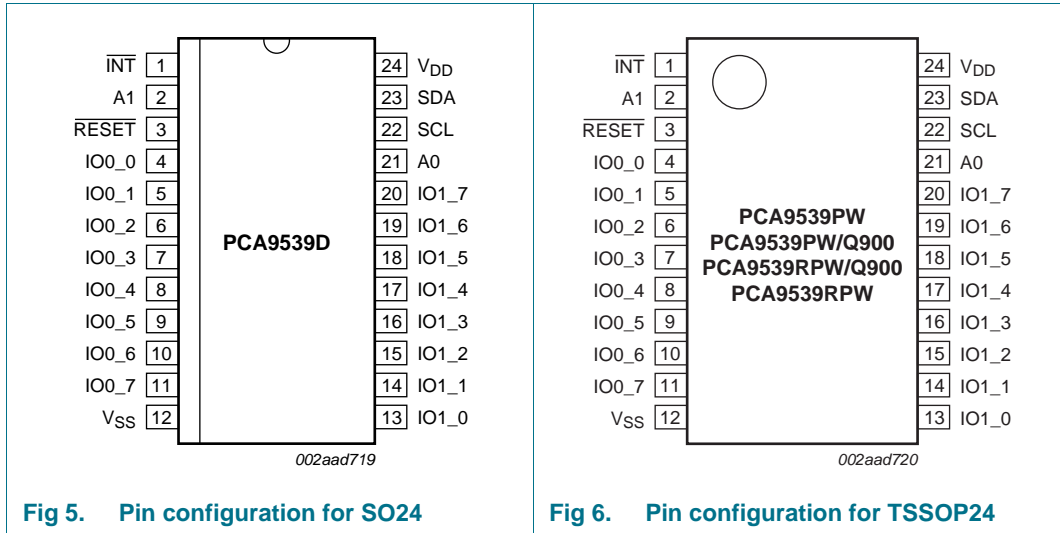 INT 1
A1 2
RESET 3
IO0_0 4
IO0_1 5
IO0_2 6
IO0_3 7
IO0_4 8
IO0_5 9
IO0_6 10
IO0_7 11
VSS 12
PCA9539D
24 VDD
23 SDA
22 SCL
21 A0
20 IO1_7
19 IO1_6
18 IO1_5
17 IO1_4
16 IO1_3
15 IO1_2
14 IO1_1
13 IO1_0
002aad719
Fig 5. Pin configuration for SO24
INT 1
A1 2
RESET 3
IO0_0 4
IO0_1 5
IO0_2 6
IO0_3 7
IO0_4 8
IO0_5 9
IO0_6 10
IO0_7 11
VSS 12
PCA9539PW
PCA9539PW/Q900
PCA9539RPW/Q900
PCA9539RPW
24 VDD
23 SDA
22 SCL
21 A0
20 IO1_7
19 IO1_6
18 IO1_5
17 IO1_4
16 IO1_3
15 IO1_2
14 IO1_1
13 IO1_0
002aad720
Fig 6. Pin configuration for TSSOP24